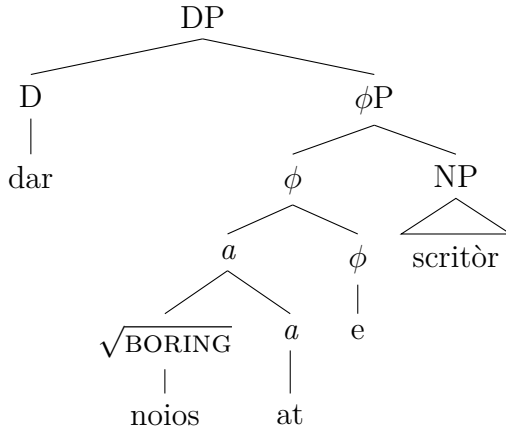 DP
D ϕP
dar ϕ NP
a ϕ scritòr
√BORING a e
noios at